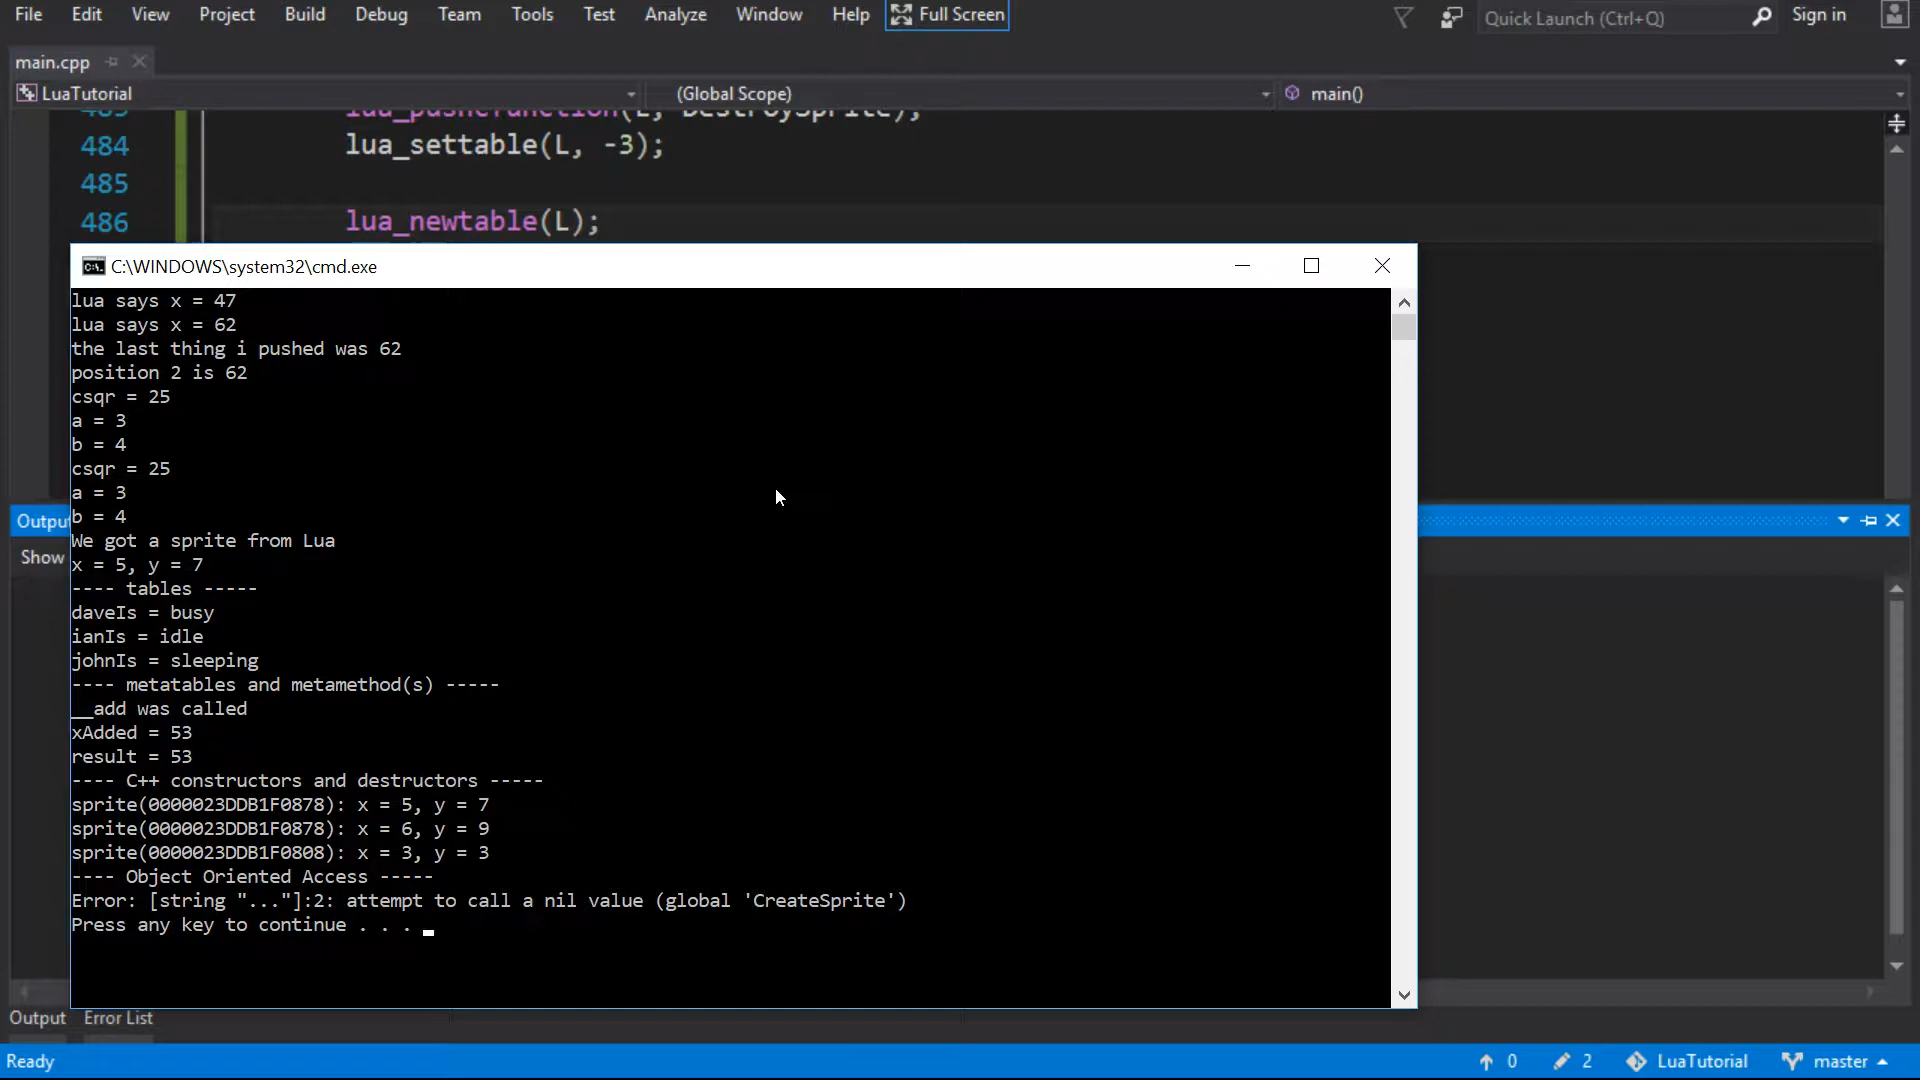 File Edit View Project Build Debug Team Tools Test Analyze Window Help Full Screen Quick Launch (Ctrl+Q) Sign in
main.cpp
LuaTutorial (Global Scope) main()
483 lua_pushcfunction(L, DestroySprite);
484 lua_settable(L, -3);
485
486 lua_newtable(L);
C:\WINDOWS\system32\cmd.exe
lua says x = 47
lua says x = 62
the last thing i pushed was 62
position 2 is 62
csqr = 25
a = 3
b = 4
csqr = 25
a = 3
b = 4
We got a sprite from Lua
x = 5, y = 7
---- tables -----
daveIs = busy
ianIs = idle
johnIs = sleeping
---- metatables and metamethod(s) -----
__add was called
xAdded = 53
result = 53
---- C++ constructors and destructors -----
sprite(0000023DDB1F0878): x = 5, y = 7
sprite(0000023DDB1F0878): x = 6, y = 9
sprite(0000023DDB1F0808): x = 3, y = 3
---- Object Oriented Access -----
Error: [string "..."]:2: attempt to call a nil value (global 'CreateSprite')
Press any key to continue . . .
Output
Show
Output Error List
Ready 0 2 LuaTutorial master